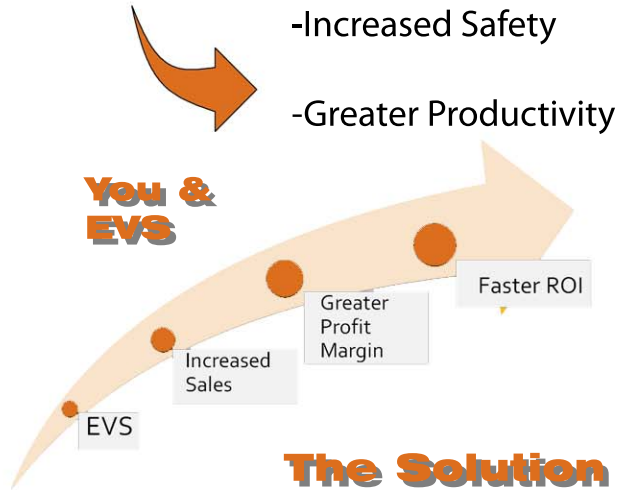 -Increased Safety
-Greater Productivity
You &
EVS
Faster ROI
Greater
Profit
Margin
Increased
Sales
EVS
The Solution